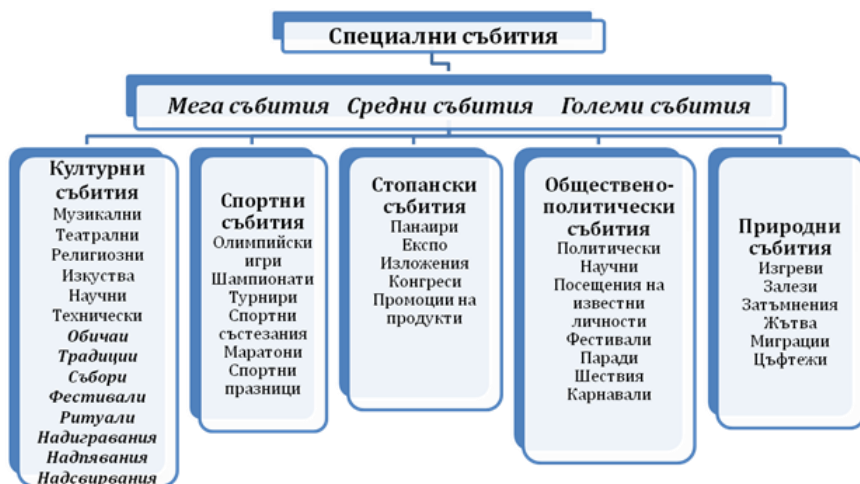 Специални събития
Мега събития Средни събития Големи събития
Културни
събития
Музикални
Театрални
Религиозни
Изкуства
Научни
Технически
Обичаи
Традиции
Събори
Фестивали
Ритуали
Надигравания
Надпявания
Надсвирвания
Спортни
събития
Олимпийски
игри
Шампионати
Турнири
Спортни
състезания
Маратони
Спортни
празници
Стопански
събития
Панаири
Експо
Изложения
Конгреси
Промоции на
продукти
Обществено-
политически
събития
Политически
Научни
Посещения на
известни
личности
Фестивали
Паради
Шествия
Карнавали
Природни
събития
Изгреви
Залези
Затъмнения
Жътва
Миграции
Цъфтежи